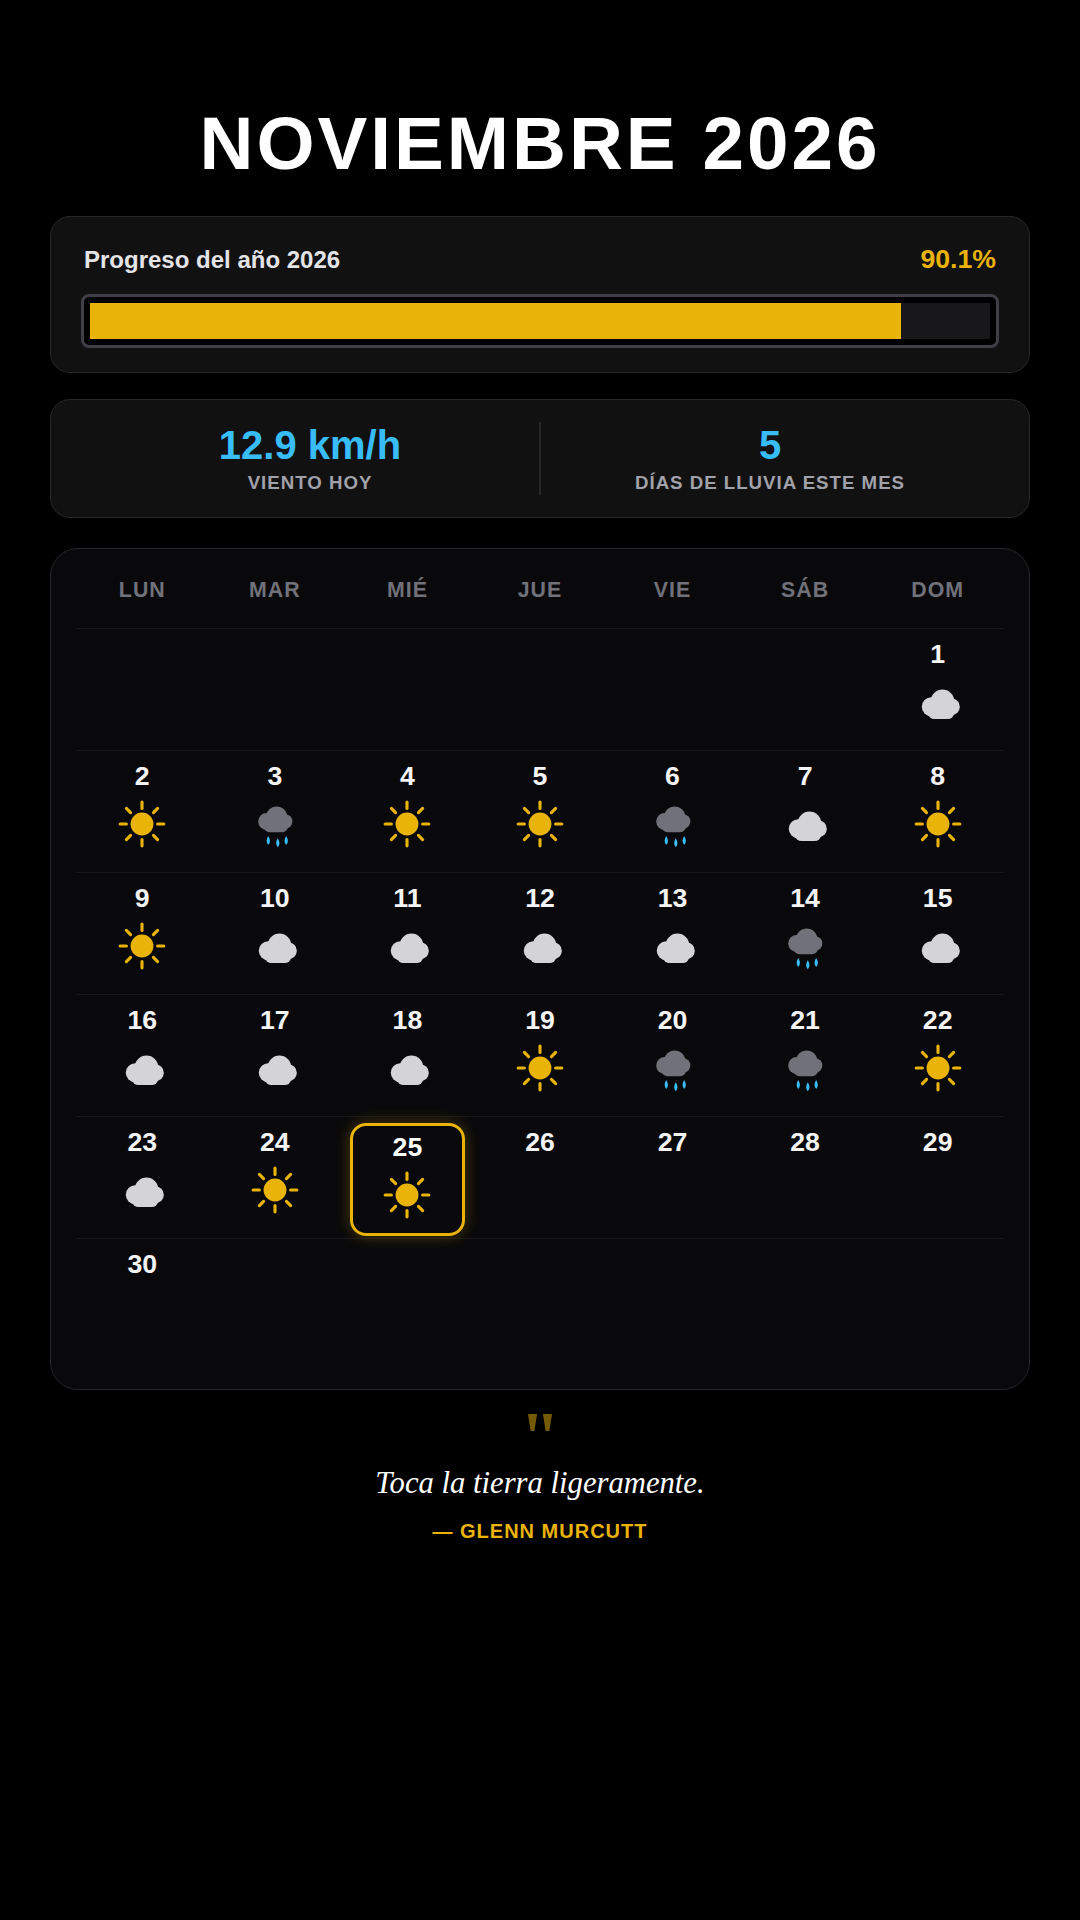 NOVIEMBRE 2026
Progreso del año 2026 90.1%
12.9 km/h 5
VIENTO HOY DÍAS DE LLUVIA ESTE MES
LUN MAR MIÉ JUE VIE SÁB DOM
1
2 3 4 5 6 7 8
9 10 11 12 13 14 15
16 17 18 19 20 21 22
23 24 25 26 27 28 29
30
"
Toca la tierra ligeramente.
— GLENN MURCUTT